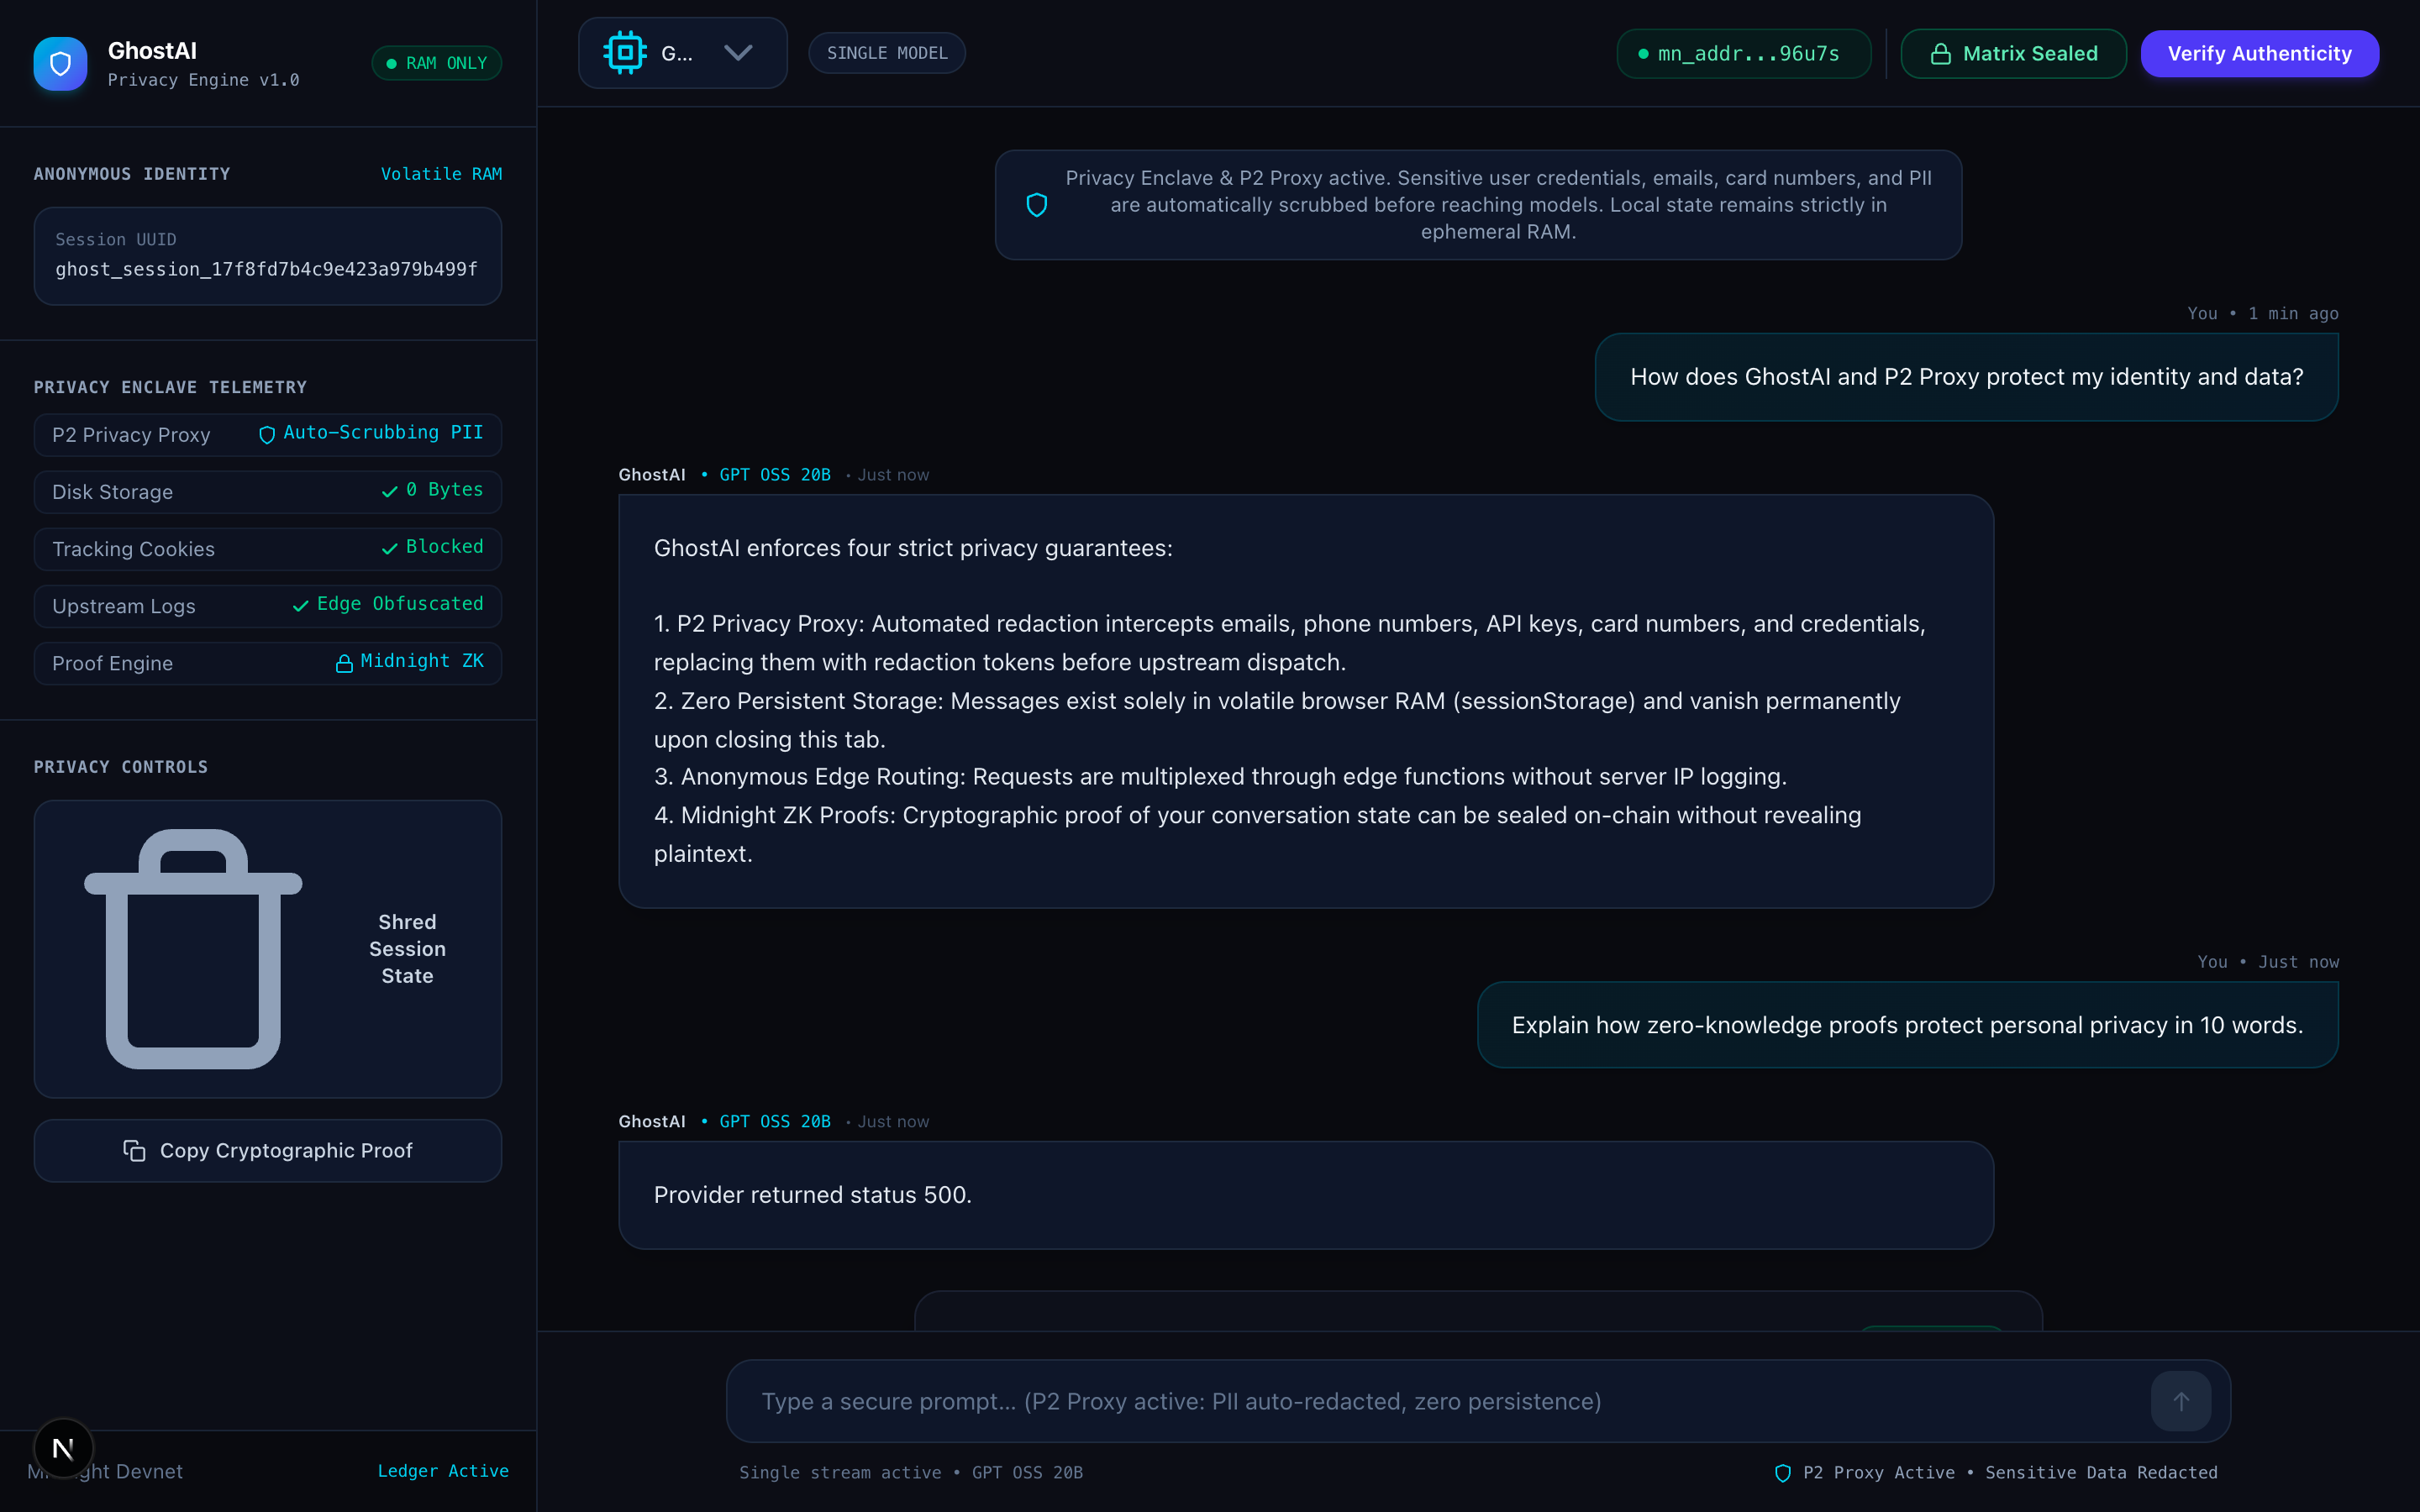 GhostAI
Privacy Engine v1.0
RAM ONLY
ANONYMOUS IDENTITY
Volatile RAM
Session UUID
ghost_session_17f8fd7b4c9e423a979b499f
PRIVACY ENCLAVE TELEMETRY
P2 Privacy Proxy
Auto-Scrubbing PII
Disk Storage
0 Bytes
Tracking Cookies
Blocked
Upstream Logs
Edge Obfuscated
Proof Engine
Midnight ZK
PRIVACY CONTROLS
Shred
Session
State
Copy Cryptographic Proof
N
Devnet
Ledger Active
G...
SINGLE MODEL
mn_addr...96u7s
Matrix Sealed
Verify Authenticity
Privacy Enclave & P2 Proxy active. Sensitive user credentials, emails, card numbers, and PII
are automatically scrubbed before reaching models. Local state remains strictly in
ephemeral RAM.
You • 1 min ago
How does GhostAI and P2 Proxy protect my identity and data?
GhostAI • GPT OSS 20B • Just now
GhostAI enforces four strict privacy guarantees:
1. P2 Privacy Proxy: Automated redaction intercepts emails, phone numbers, API keys, card numbers, and credentials,
replacing them with redaction tokens before upstream dispatch.
2. Zero Persistent Storage: Messages exist solely in volatile browser RAM (sessionStorage) and vanish permanently
upon closing this tab.
3. Anonymous Edge Routing: Requests are multiplexed through edge functions without server IP logging.
4. Midnight ZK Proofs: Cryptographic proof of your conversation state can be sealed on-chain without revealing
plaintext.
You • Just now
Explain how zero-knowledge proofs protect personal privacy in 10 words.
GhostAI • GPT OSS 20B • Just now
Provider returned status 500.
Type a secure prompt... (P2 Proxy active: PII auto-redacted, zero persistence)
Single stream active • GPT OSS 20B
P2 Proxy Active • Sensitive Data Redacted